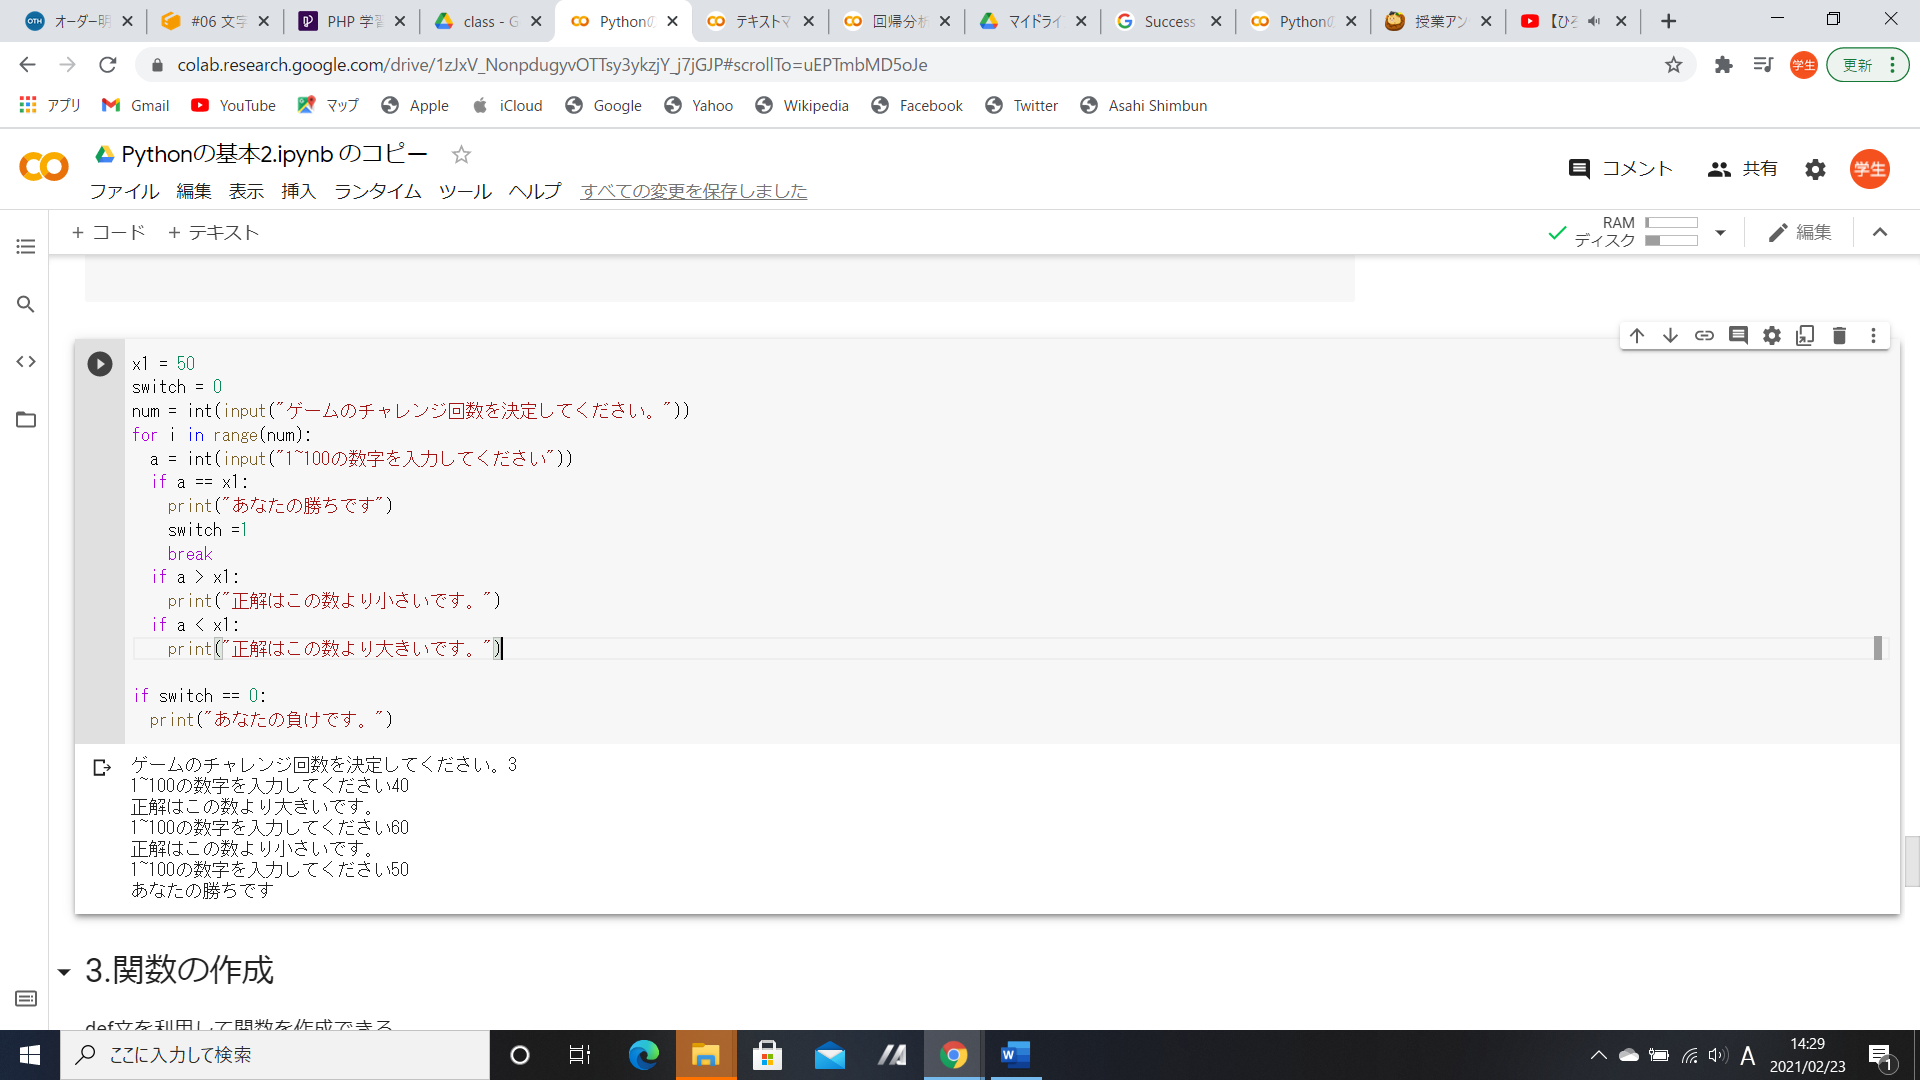 オーダー明
#06 文字
PHP 学習
class - G
Pythonの
テキストマ
回帰分析
マイドライ
Success
Pythonの
授業アン
【ひろ
colab.research.google.com/drive/1zJxV_NonpdugyvOTTsy3ykzjY_j7jGJP#scrollTo=uEPTmbMD5oJe
学生
更新
アプリ
Gmail
YouTube
マップ
Apple
iCloud
Google
Yahoo
Wikipedia
Facebook
Twitter
Asahi Shimbun
Pythonの基本2.ipynb のコピー
コメント
共有
学生
ファイル 編集 表示 挿入 ランタイム ツール ヘルプ すべての変更を保存しました
+ コード + テキスト
RAM
ディスク
編集
x1 = 50
switch = 0
num = int(input("ゲームのチャレンジ回数を決定してください。"))
for i in range(num):
  a = int(input("1~100の数字を入力してください"))
  if a == x1:
    print("あなたの勝ちです")
    switch =1
    break
  if a > x1:
    print("正解はこの数より小さいです。")
  if a < x1:
    print("正解はこの数より大きいです。")
if switch == 0:
  print("あなたの負けです。")
ゲームのチャレンジ回数を決定してください。3
1~100の数字を入力してください40
正解はこの数より大きいです。
1~100の数字を入力してください60
正解はこの数より小さいです。
1~100の数字を入力してください50
あなたの勝ちです
3.関数の作成
def文を利用して関数を作成できる
ここに入力して検索
A
14:29
2021/02/23
1